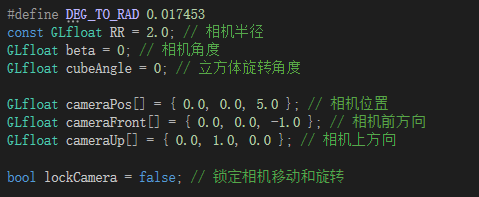 #define DEG_TO_RAD 0.017453
const GLfloat RR = 2.0; // 相机半径
GLfloat beta = 0; // 相机角度
GLfloat cubeAngle = 0; // 立方体旋转角度
GLfloat cameraPos[] = { 0.0, 0.0, 5.0 }; // 相机位置
GLfloat cameraFront[] = { 0.0, 0.0, -1.0 }; // 相机前方向
GLfloat cameraUp[] = { 0.0, 1.0, 0.0 }; // 相机上方向
bool lockCamera = false; // 锁定相机移动和旋转